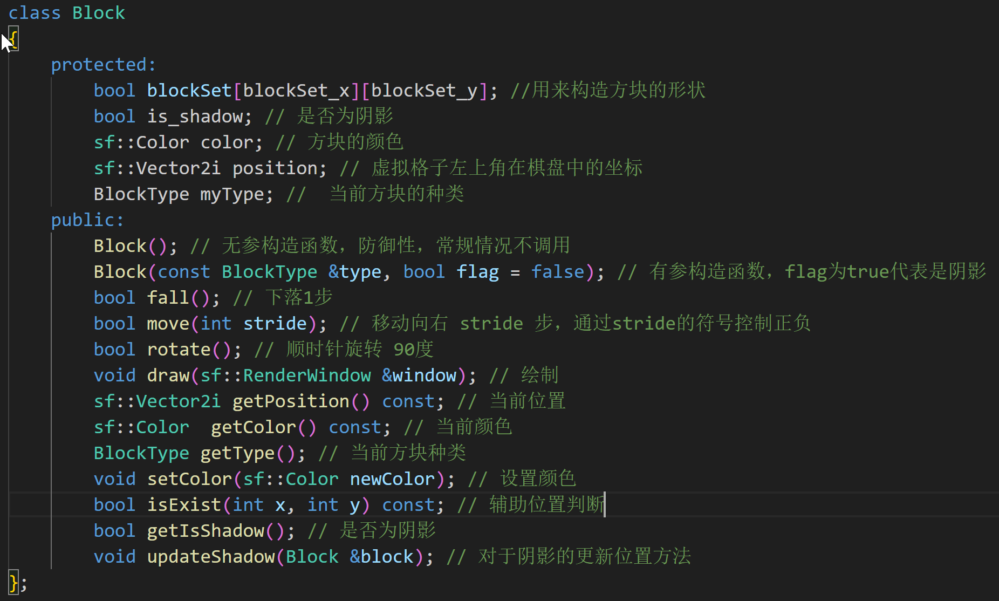 class Block
{
protected:
bool blockSet[blockSet_x][blockSet_y]; //用来构造方块的形状
bool is_shadow; // 是否为阴影
sf::Color color; // 方块的颜色
sf::Vector2i position; // 虚拟格子左上角在棋盘中的坐标
BlockType myType; //  当前方块的种类
public:
Block(); // 无参构造函数，防御性，常规情况不调用
Block(const BlockType &type, bool flag = false); // 有参构造函数，flag为true代表是阴影
bool fall(); // 下落1步
bool move(int stride); // 移动向右 stride 步，通过stride的符号控制正负
bool rotate(); // 顺时针旋转 90度
void draw(sf::RenderWindow &window); // 绘制
sf::Vector2i getPosition() const; // 当前位置
sf::Color  getColor() const; // 当前颜色
BlockType getType(); // 当前方块种类
void setColor(sf::Color newColor); // 设置颜色
bool isExist(int x, int y) const; // 辅助位置判断
bool getIsShadow(); // 是否为阴影
void updateShadow(Block &block); // 对于阴影的更新位置方法
};